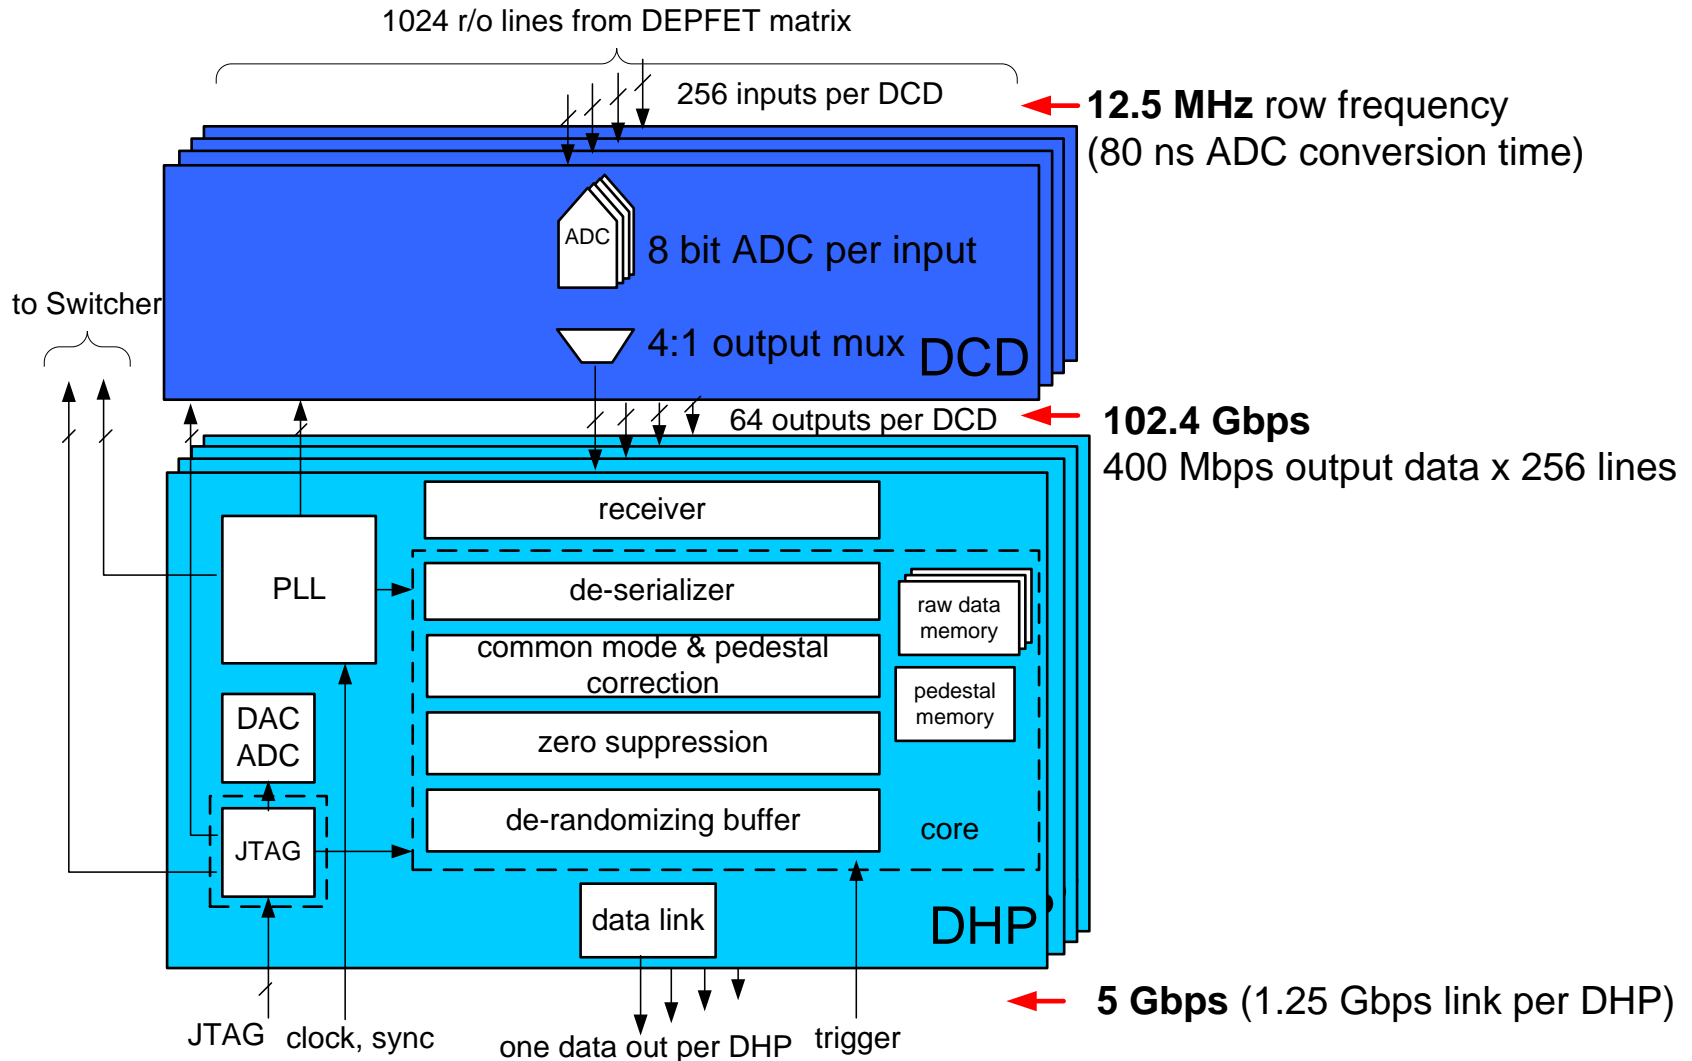 1024 r/o lines from DEPFET matrix
256 inputs per DCD
12.5 MHz row frequency
(80 ns ADC conversion time)
ADC
8 bit ADC per input
to Switcher
4:1 output mux
DCD
64 outputs per DCD
102.4 Gbps
400 Mbps output data x 256 lines
receiver
PLL
de-serializer
raw data
memory
common mode & pedestal
correction
pedestal
memory
DAC
ADC
zero suppression
JTAG
de-randomizing buffer
core
data link
DHP
5 Gbps (1.25 Gbps link per DHP)
JTAG
clock, sync
one data out per DHP
trigger